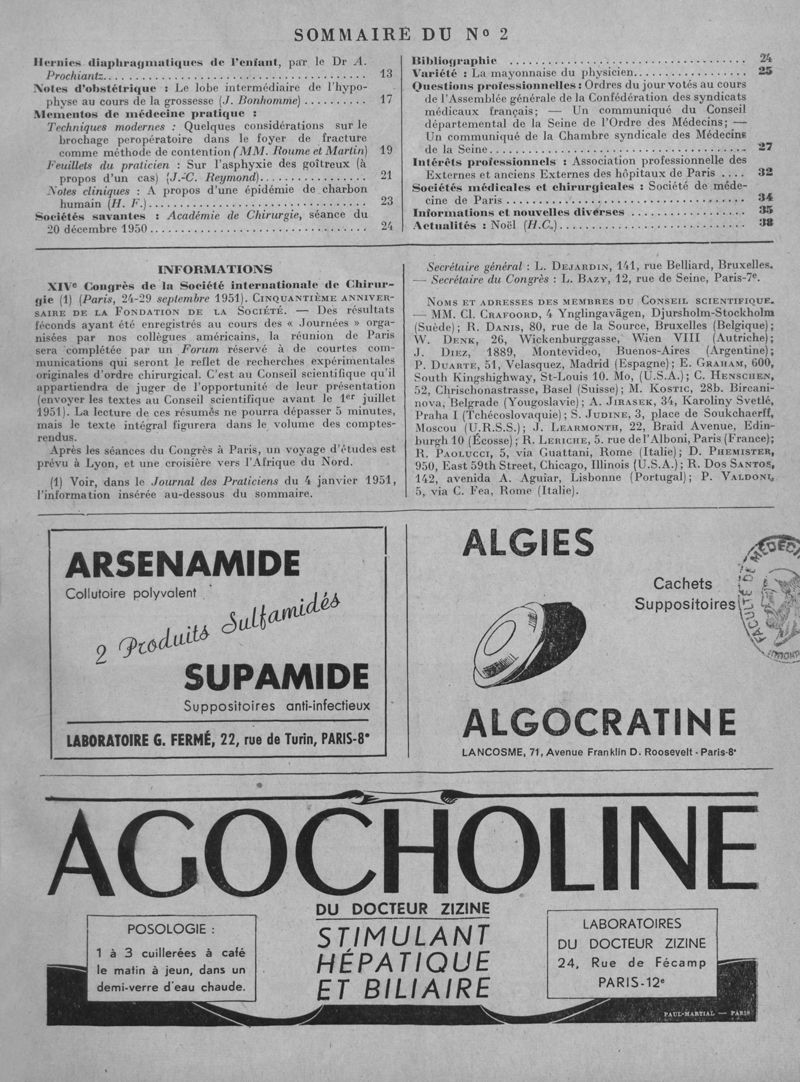 SOMMAIRE DU No 2
Hernies diaphragmatiques de l'enfant, par le Dr A.
Prochiantz.................................... 13
Notes d'obstétrique : Le lobe intermédiaire de l'hypo-
physe au cours de la grossesse (J. Bonhomme) .......... 17
Mementos de médecine pratique :
Techniques modernes : Quelques considérations sur le
brochage peropératoire dans le foyer de fracture
comme méthode de contention (MM. Roume et Martin) 19
Feuillets du praticien : Sur l'asphyxie des goîtreux (à
propos d'un cas) (J.-C. Reymond)................. 21
Notes cliniques : A propos d'une épidémie de charbon
humain (H. F.)................................ 23
Sociétés savantes : Académie de Chirurgie, séance du
20 décembre 1950................................ 24
Bibliographie .................................... 24
Variété : La mayonnaise du physicien................. 25
Questions professionnelles : Ordres du jour votés au cours
de l'Assemblée générale de la Confédération des syndicats
médicaux français; — Un communiqué du Conseil
départemental de la Seine de l'Ordre des Médecins; —
Un communiqué de la Chambre syndicale des Médecins
de la Seine..................................... 27
Intérêts professionnels : Association professionnelle des
Externes et anciens Externes des hôpitaux de Paris .... 32
Sociétés médicales et chirurgicales : Société de méde-
cine de Paris .................................... 34
Informations et nouvelles diverses ................. 35
Actualités : Noël (H.C.)............................ 38
INFORMATIONS
XIVe Congrès de la Société internationale de Chirur-
gie (1) (Paris, 24-29 septembre 1951). CINQUANTIÈME ANNIVER-
SAIRE DE LA FONDATION DE LA SOCIÉTÉ. — Des résultats
féconds ayant été enregistrés au cours des « Journées » orga-
nisées par nos collègues américains, la réunion de Paris
sera complétée par un Forum réservé à de courtes com-
munications qui seront le reflet de recherches expérimentales
originales d'ordre chirurgical. C'est au Conseil scientifique qu'il
appartiendra de juger de l'opportunité de leur présentation
(envoyer les textes au Conseil scientifique avant le 1er juillet
1951). La lecture de ces résumés ne pourra dépasser 5 minutes,
mais le texte intégral figurera dans le volume des comptes-
rendus.
Après les séances du Congrès à Paris, un voyage d'études est
prévu à Lyon, et une croisière vers l'Afrique du Nord.
(1) Voir, dans le Journal des Praticiens du 4 janvier 1951,
l'information insérée au-dessous du sommaire.
Secrétaire général : L. DEJARDIN, 141, rue Belliard, Bruxelles.
— Secrétaire du Congrès : L. BAZY, 12, rue de Seine, Paris-7e.
NOMS ET ADRESSES DES MEMBRES DU CONSEIL SCIENTIFIQUE.
— MM. Cl. CRAFOORD, 4 Ynglingavägen, Djursholm-Stockholm
(Suède); R. DANIS, 80, rue de la Source, Bruxelles (Belgique);
W. DENK, 26, Wickenburggasse, Wien VIII (Autriche);
J. DIEZ, 1889, Montevideo, Buenos-Aires (Argentine);
P. DUARTE, 51, Velasquez, Madrid (Espagne); E. GRAHAM, 600,
South Kingshighway, St-Louis 10. Mo, (U.S.A.); C. HENSCHEN,
52, Chrischonastrasse, Basel (Suisse); M. KOSTIC, 28b. Bircani-
nova, Belgrade (Yougoslavie); A. JIRASEK, 34, Karoliny Svetlé,
Praha I (Tchécoslovaquie); S. JUDINE, 3, place de Soukchaerff,
Moscou (U.R.S.S.); J. LEARMONTH, 22, Braid Avenue, Edin-
burgh 10 (Écosse); R. LERICHE, 5. rue de l'Alboni, Paris (France);
R. PAOLUCCI, 5, via Guattani, Rome (Italie); D. PHEMISTER,
950, East 59th Street, Chicago, Illinois (U.S.A.); R. DOS SANTOS,
142, avenida A. Aguiar, Lisbonne (Portugal); P. VALDONI,
5, via C. Fea, Rome (Italie).
ARSENAMIDE
Collutoire polyvalent
2 Produits Sulfamidés
SUPAMIDE
Suppositoires anti-infectieux
LABORATOIRE G. FERMÉ, 22, rue de Turin, PARIS-8e
ALGIES
Cachets
Suppositoires
FACULTÉ DE MÉDECI
ALGOCRATINE
LANCOSME, 71, Avenue Franklin D. Roosevelt - Paris-8e
AGOCHOLINE
DU DOCTEUR ZIZINE
STIMULANT
HÉPATIQUE
ET BILIAIRE
POSOLOGIE :
1 à 3 cuillerées à café
le matin à jeun, dans un
demi-verre d'eau chaude.
LABORATOIRES
DU DOCTEUR ZIZINE
24, Rue de Fécamp
PARIS-12e
PAUL-MARTIAL — PARIS